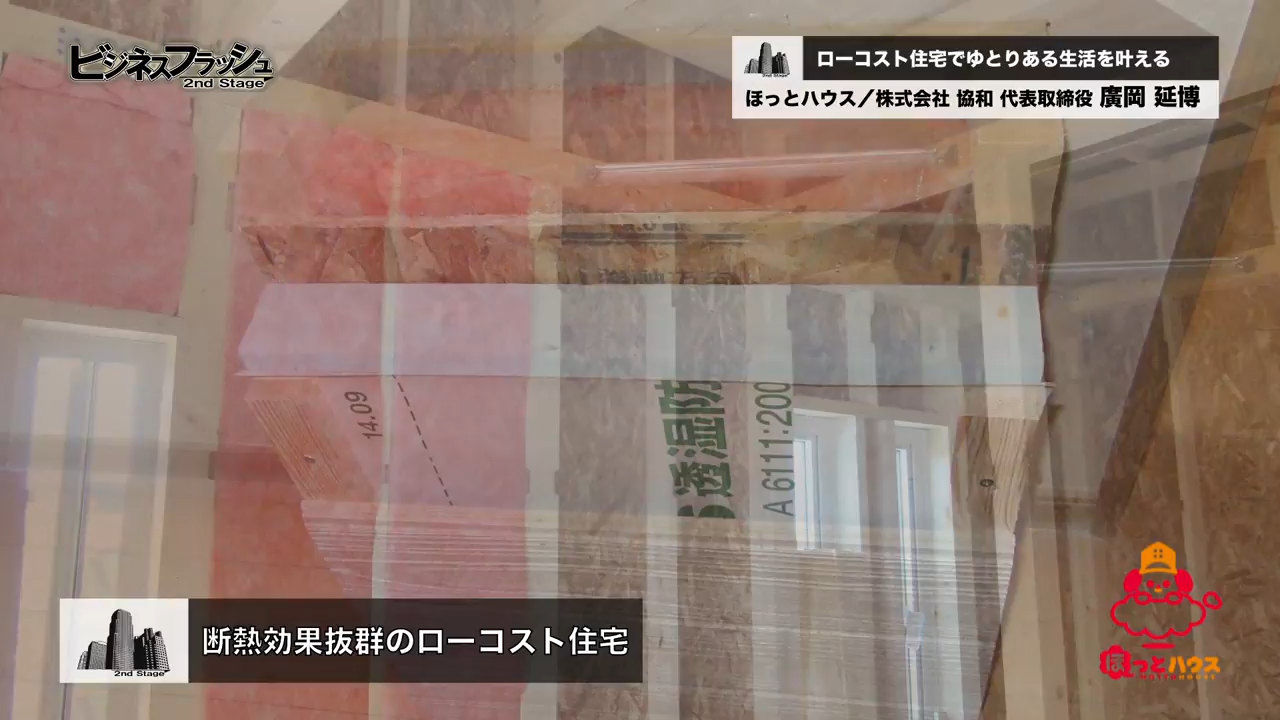 ビジネスフラッシュ
2nd Stage
2nd Stage
ローコスト住宅でゆとりある生活を叶える
ほっとハウス／株式会社 協和 代表取締役 廣岡 延博
14.09
透湿防
A 6111:200
2nd Stage
断熱効果抜群のローコスト住宅
ほっとハウス
HOTTO HOUSE